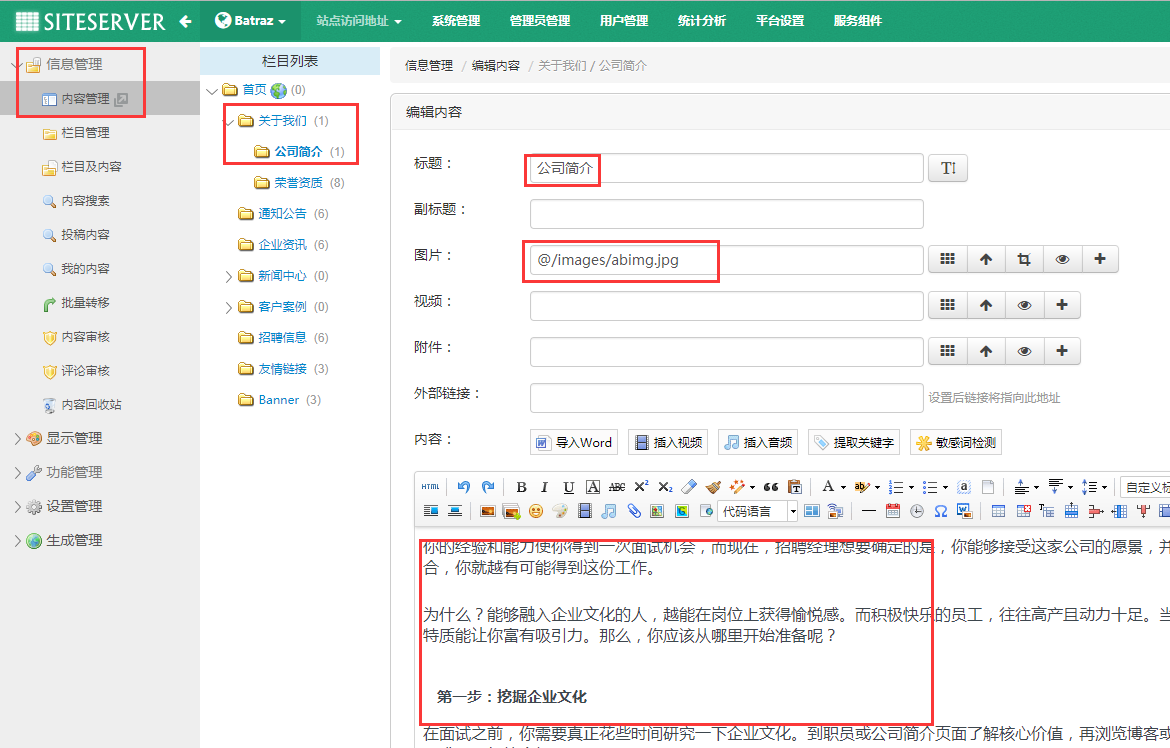 SITESERVER Batraz 站点访问地址 系统管理 管理员管理 用户管理 统计分析 平台设置 服务组件
信息管理
内容管理
栏目管理
栏目及内容
内容搜索
投稿内容
我的内容
批量转移
内容审核
评论审核
内容回收站
显示管理
功能管理
设置管理
生成管理
栏目列表
首页 (0)
关于我们 (1)
公司简介 (1)
荣誉资质 (8)
通知公告 (6)
企业资讯 (6)
新闻中心 (0)
客户案例 (0)
招聘信息 (6)
友情链接 (3)
Banner (3)
信息管理 / 编辑内容 / 关于我们 / 公司简介
编辑内容
标题： 公司简介
副标题：
图片： @/images/abimg.jpg
视频：
附件：
外部链接： 设置后链接将指向此地址
内容： 导入Word 插入视频 插入音频 提取关键字 敏感词检测
HTML B I U A ABC X² X₂ A ab a 自定义标
代码语言
你的经验和能力使你得到一次面试机会，而现在，招聘经理想要确定的是，你能够接受这家公司的愿景，并
合，你就越有可能得到这份工作。
为什么？能够融入企业文化的人，越能在岗位上获得愉悦感。而积极快乐的员工，往往高产且动力十足。当
特质能让你富有吸引力。那么，你应该从哪里开始准备呢？
第一步：挖掘企业文化
在面试之前，你需要真正花些时间研究一下企业文化。到职员或公司简介页面了解核心价值，再浏览博客或